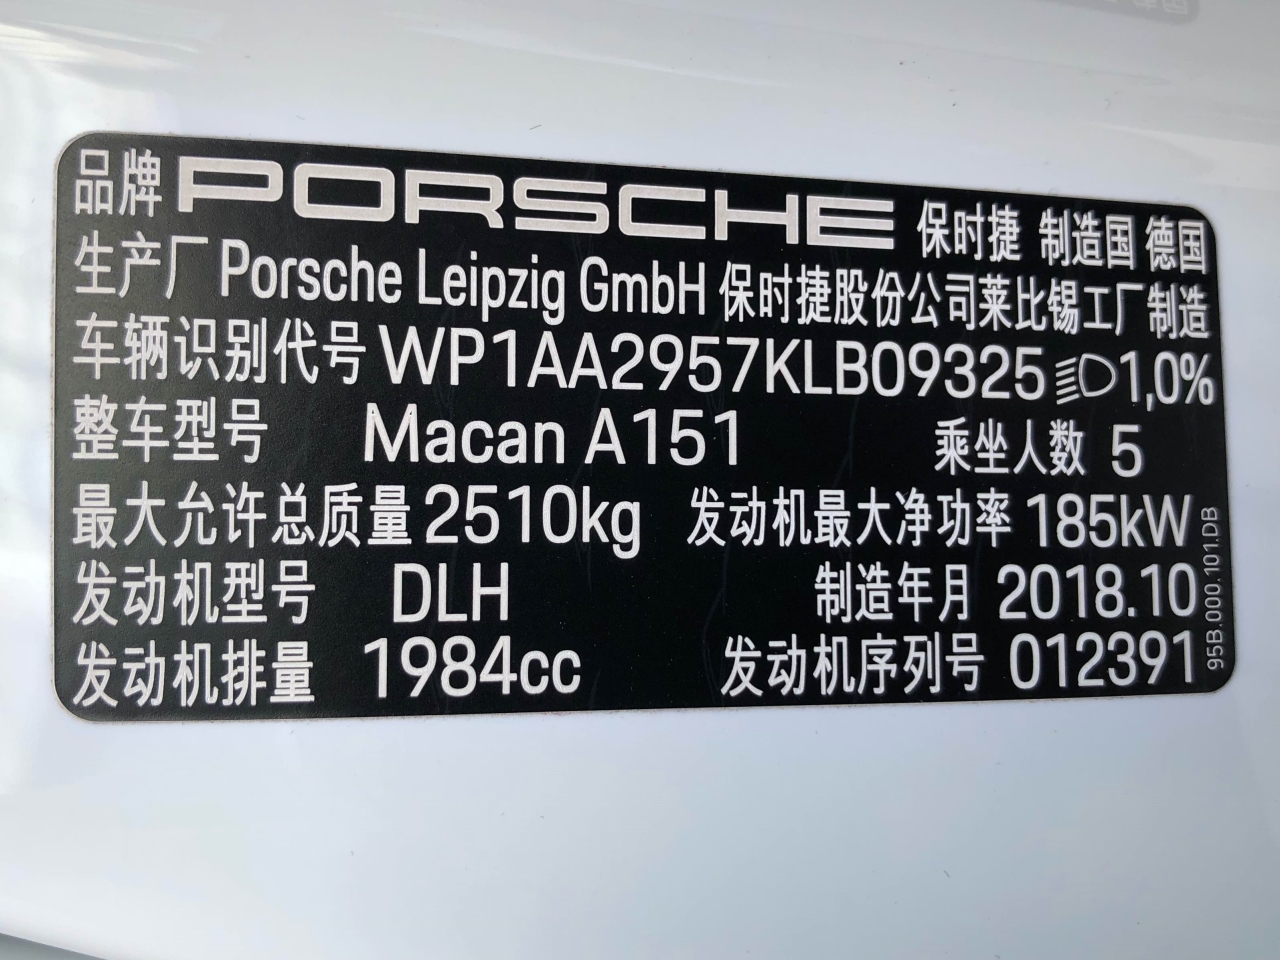 品牌 PORSCHE 保时捷 制造国 德国
生产厂 Porsche Leipzig GmbH 保时捷股份公司莱比锡工厂制造
车辆识别代号 WP1AA2957KLB09325 1,0%
整车型号 Macan A151 乘坐人数 5
最大允许总质量 2510kg 发动机最大净功率 185kW
发动机型号 DLH 制造年月 2018.10
发动机排量 1984cc 发动机序列号 012391
95B.000.101.DB